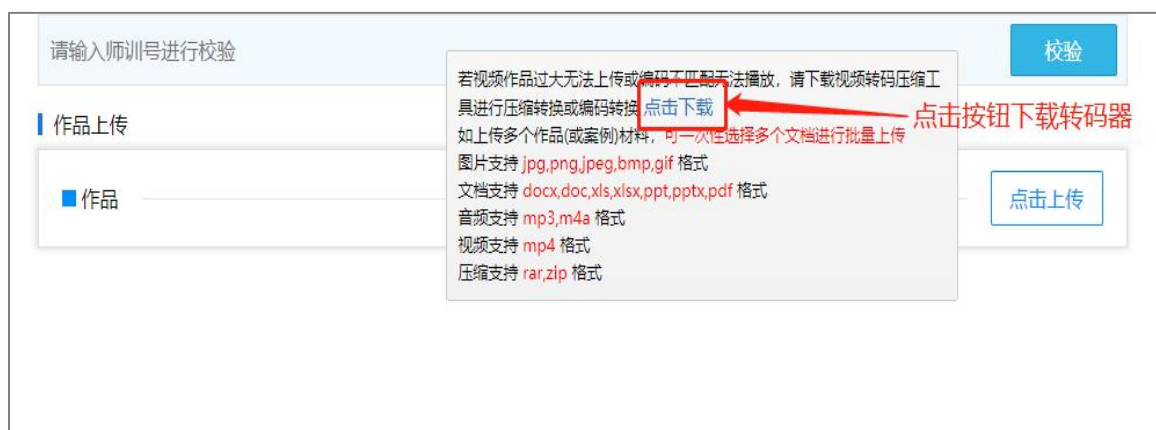 请输入师训号进行校验
校验
若视频作品过大无法上传或编码不匹配无法播放，请下载视频转码压缩工
具进行压缩转换或编码转换 点击下载
点击按钮下载转码器
作品上传
如上传多个作品(或案例)材料，可一次性选择多个文档进行批量上传
图片支持 jpg,png,jpeg,bmp,gif 格式
作品
文档支持 docx,doc,xls,xlsx,ppt,pptx,pdf 格式
点击上传
音频支持 mp3,m4a 格式
视频支持 mp4 格式
压缩支持 rar,zip 格式